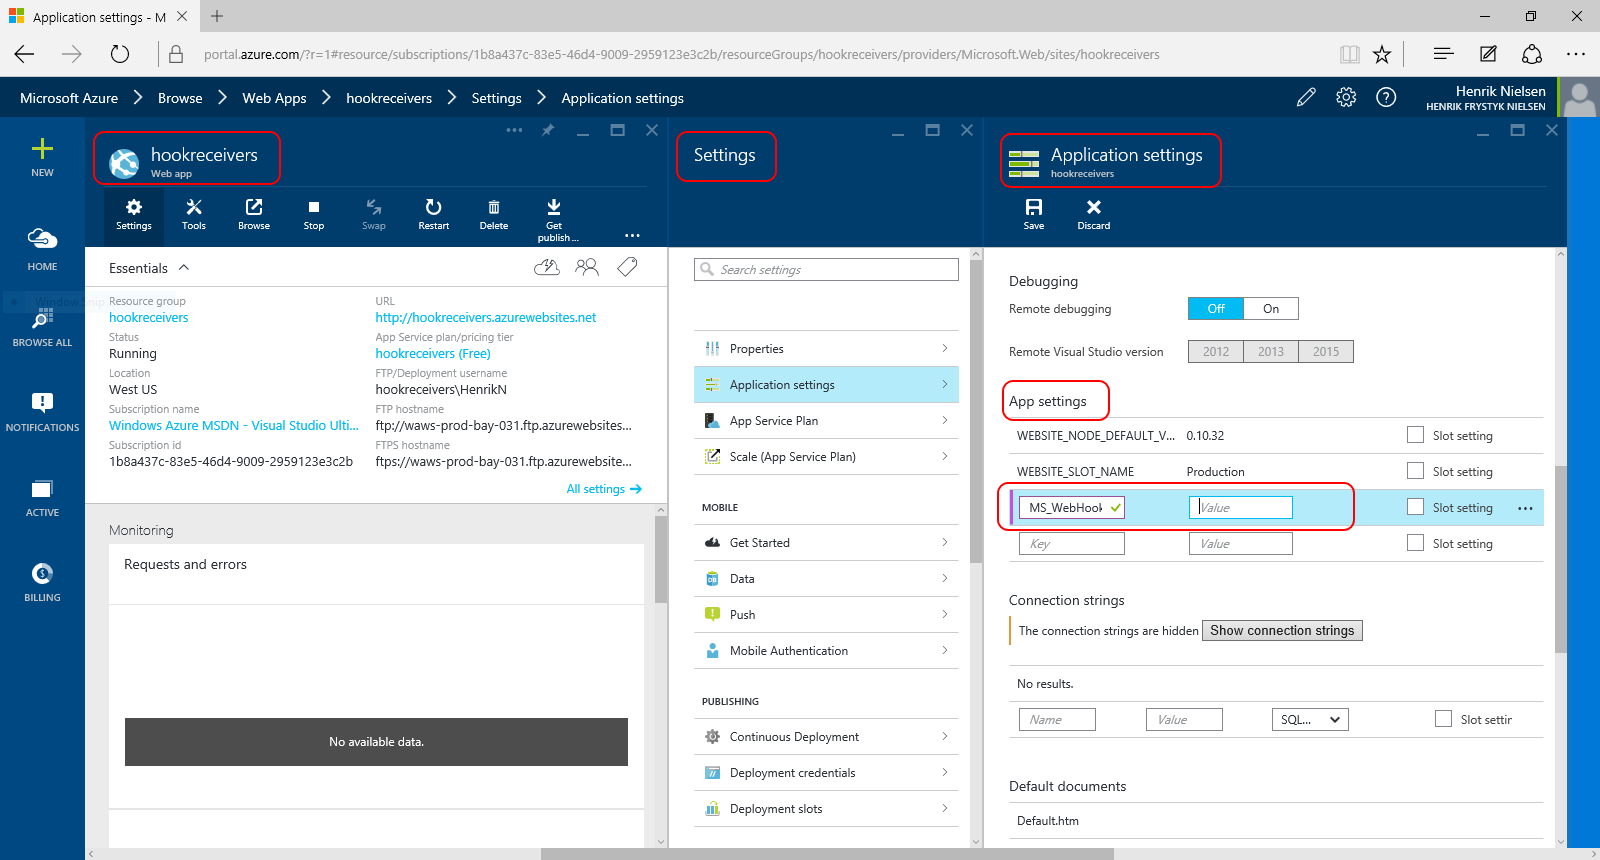 Application settings - M
portal.azure.com/?r=1#resource/subscriptions/1b8a437c-83e5-46d4-9009-2959123e3c2b/resourceGroups/hookreceivers/providers/Microsoft.Web/sites/hookreceivers
Microsoft Azure > Browse > Web Apps > hookreceivers > Settings > Application settings
Henrik Nielsen
HENRIK FRYSTYK NIELSEN
NEW
HOME
Window Snip
BROWSE ALL
NOTIFICATIONS
ACTIVE
BILLING
hookreceivers
Web app
Settings
Tools
Browse
Stop
Swap
Restart
Delete
Get
publish ...
Essentials
Resource group
hookreceivers
Status
Running
Location
West US
Subscription name
Windows Azure MSDN - Visual Studio Ulti...
Subscription id
1b8a437c-83e5-46d4-9009-2959123e3c2b
URL
http://hookreceivers.azurewebsites.net
App Service plan/pricing tier
hookreceivers (Free)
FTP/Deployment username
hookreceivers\HenrikN
FTP hostname
ftp://waws-prod-bay-031.ftp.azurewebsites...
FTPS hostname
ftps://waws-prod-bay-031.ftp.azurewebsite...
All settings →
Monitoring
Requests and errors
No available data.
Settings
Search settings
Properties
Application settings
App Service Plan
Scale (App Service Plan)
MOBILE
Get Started
Data
Push
Mobile Authentication
PUBLISHING
Continuous Deployment
Deployment credentials
Deployment slots
Application settings
hookreceivers
Save
Discard
Debugging
Remote debugging Off On
Remote Visual Studio version 2012 2013 2015
App settings
WEBSITE_NODE_DEFAULT_V... 0.10.32 Slot setting
WEBSITE_SLOT_NAME Production Slot setting
MS_WebHook Value Slot setting ...
Key Value Slot setting
Connection strings
The connection strings are hidden Show connection strings
No results.
Name Value SQL... Slot settir
Default documents
Default.htm